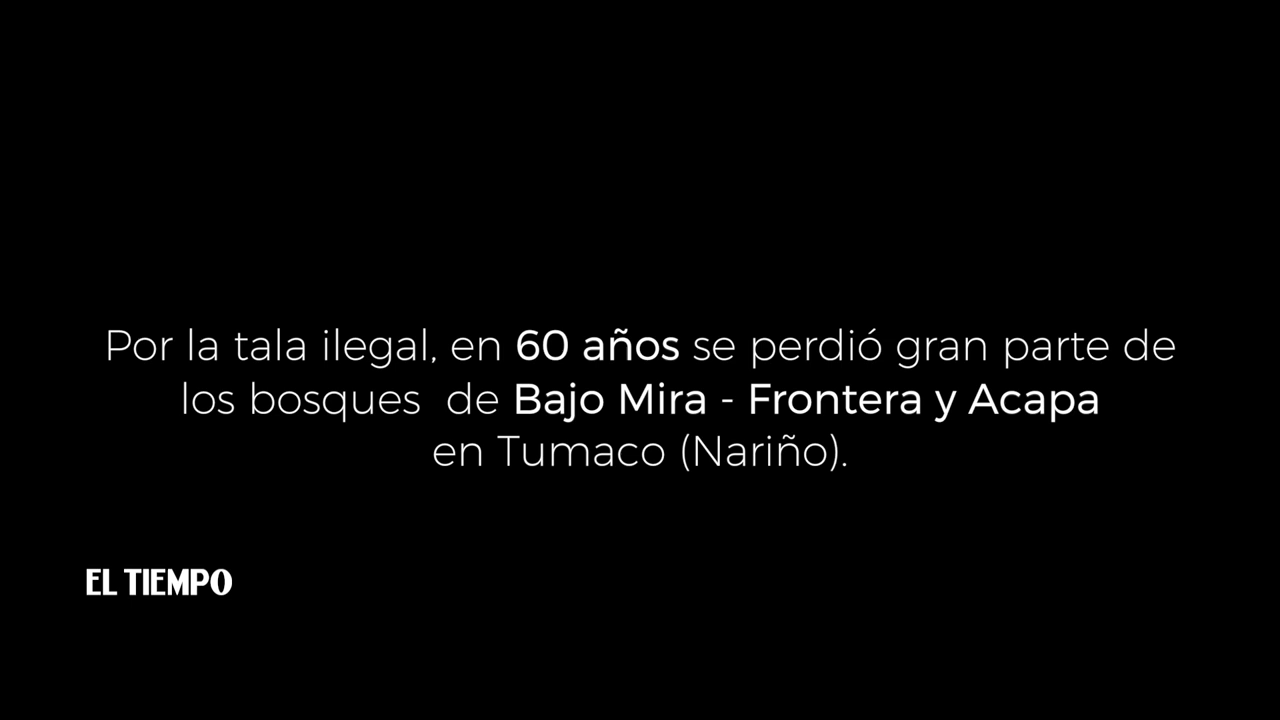 Por la tala ilegal, en 60 años se perdió gran parte de
los bosques de Bajo Mira - Frontera y Acapa
en Tumaco (Nariño).
EL TIEMPO